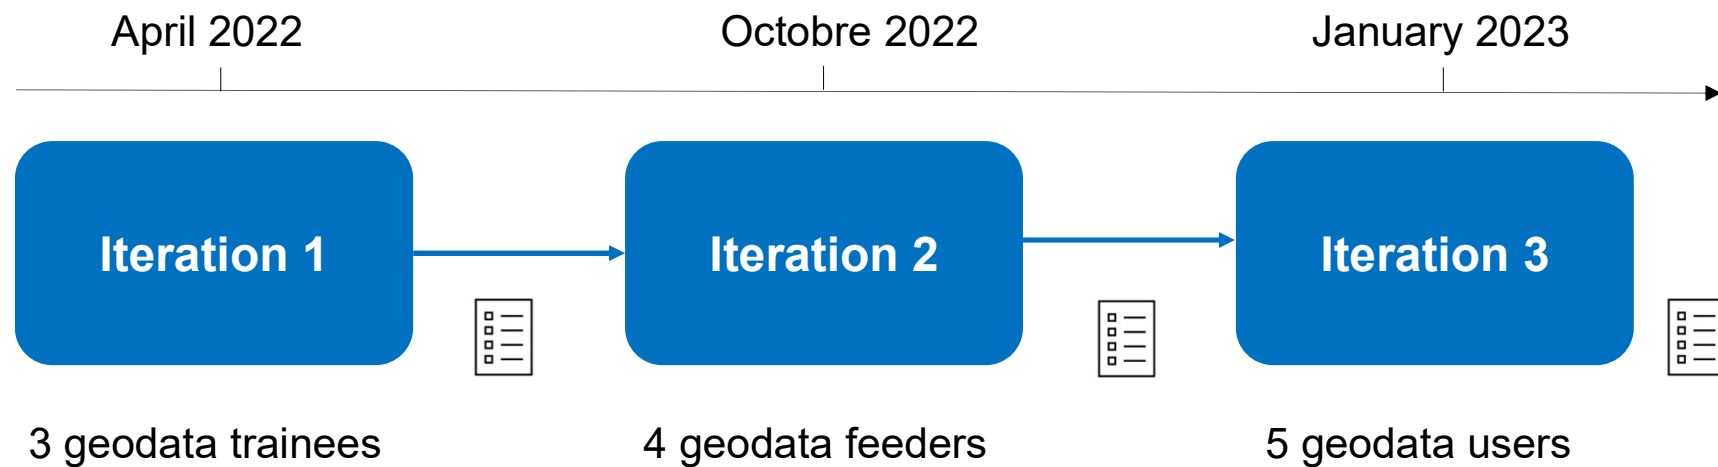 April 2022
Octobre 2022
January 2023
Iteration 1
Iteration 2
Iteration 3
3 geodata trainees
4 geodata feeders
5 geodata users